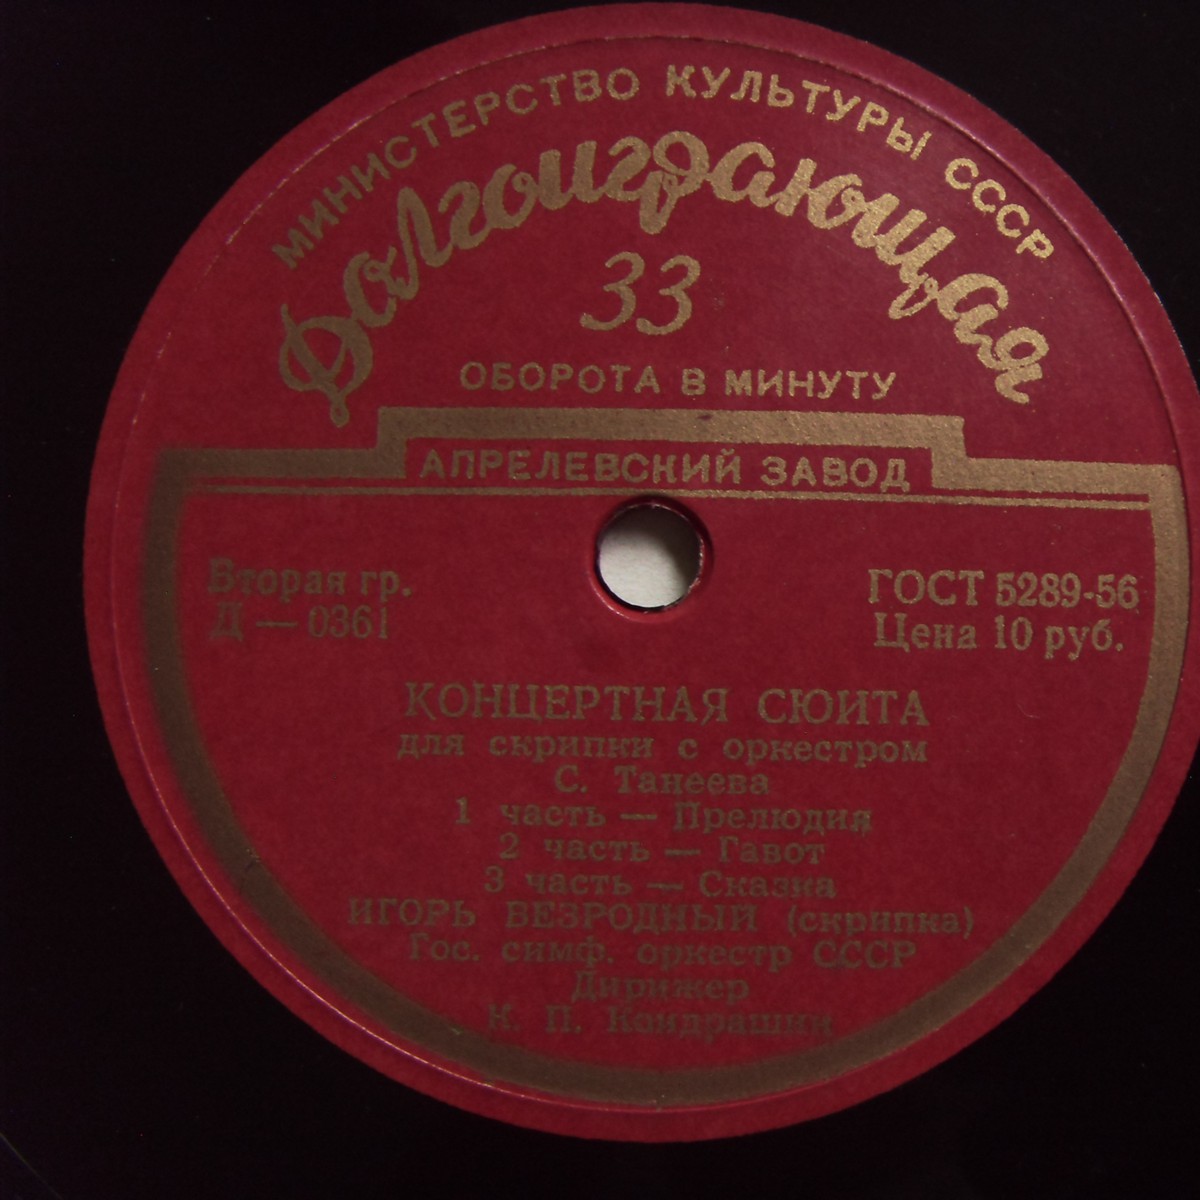 МИНИСТЕРСТВО КУЛЬТУРЫ СССР
Долгоиграющая
33
ОБОРОТА В МИНУТУ
АПРЕЛЕВСКИЙ ЗАВОД
Вторая гр.
Д — 0361
ГОСТ 5289-56
Цена 10 руб.
КОНЦЕРТНАЯ СЮИТА
для скрипки с оркестром
С. Танеева
1 часть — Прелюдия
2 часть — Гавот
3 часть — Сказка
ИГОРЬ БЕЗРОДНЫЙ (скрипка)
Гос. симф. оркестр СССР
Дирижер
К. П. Кондрашин